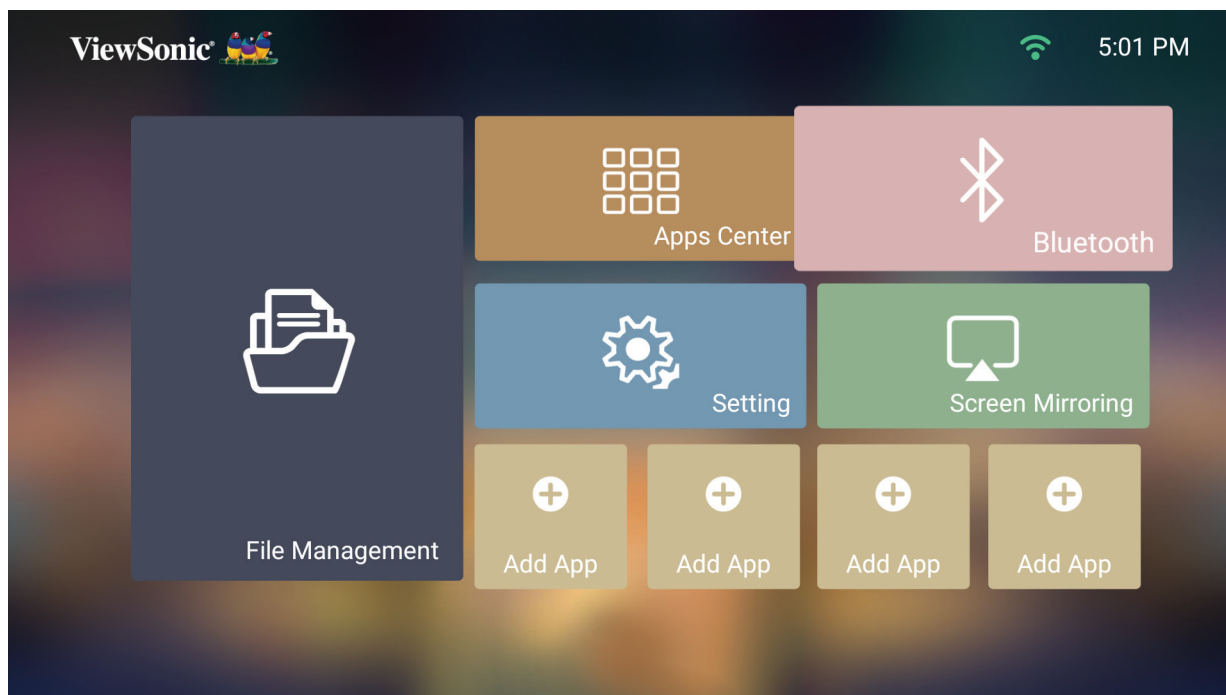 ViewSonic®
5:01 PM
Apps Center
Bluetooth
Setting
Screen Mirroring
File Management
Add App
Add App
Add App
Add App